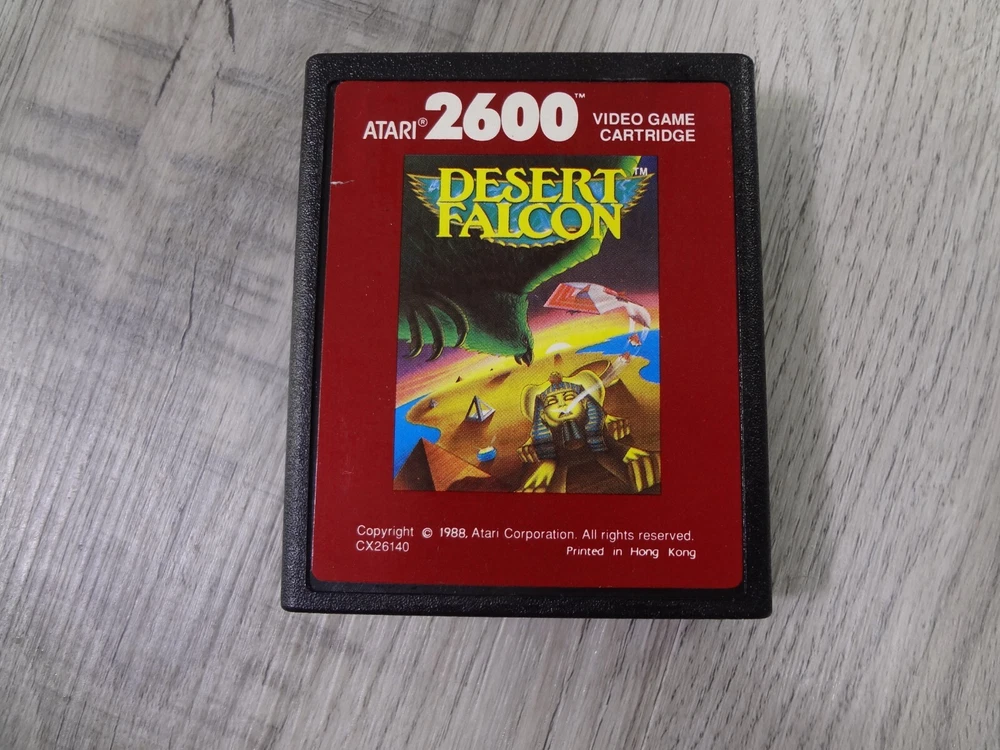 ATARI® 2600™ VIDEO GAME
CARTRIDGE
DESERT™
FALCON
Copyright © 1988, Atari Corporation. All rights reserved.
CX26140
Printed in Hong Kong